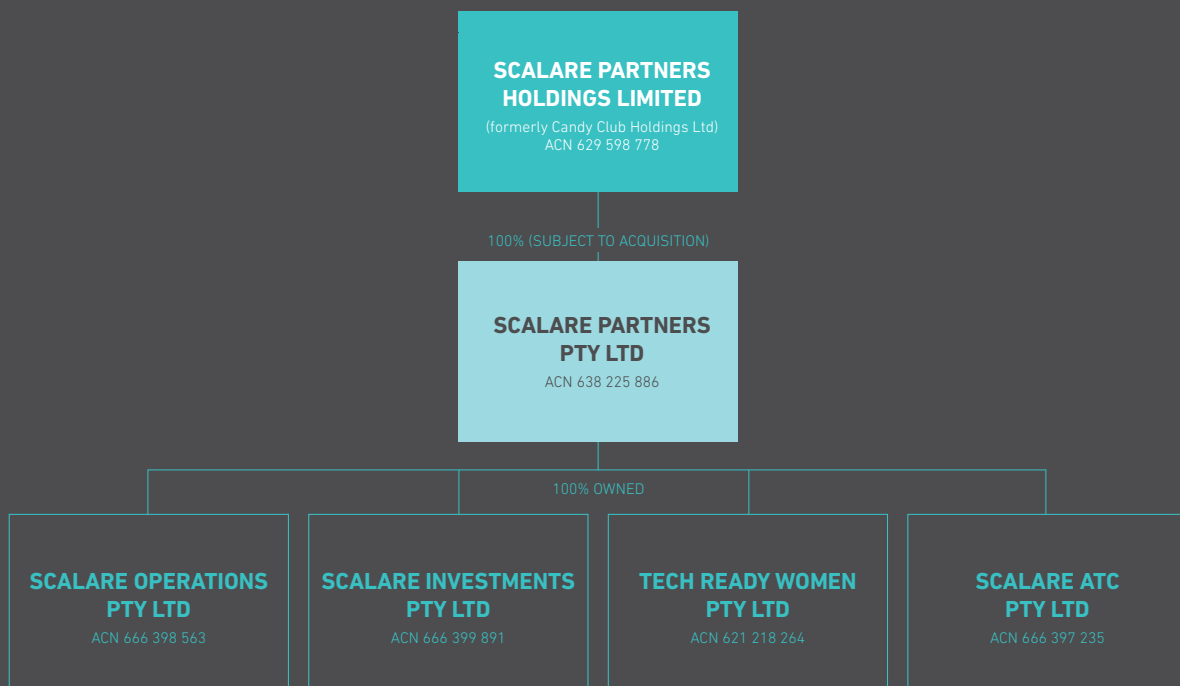 SCALARE PARTNERS
HOLDINGS LIMITED
(formerly Candy Club Holdings Ltd)
ACN 629 598 778
100% (SUBJECT TO ACQUISITION)
SCALARE PARTNERS
PTY LTD
ACN 638 225 886
100% OWNED
SCALARE OPERATIONS
PTY LTD
ACN 666 398 563
SCALARE INVESTMENTS
PTY LTD
ACN 666 399 891
TECH READY WOMEN
PTY LTD
ACN 621 218 264
SCALARE ATC
PTY LTD
ACN 666 397 235